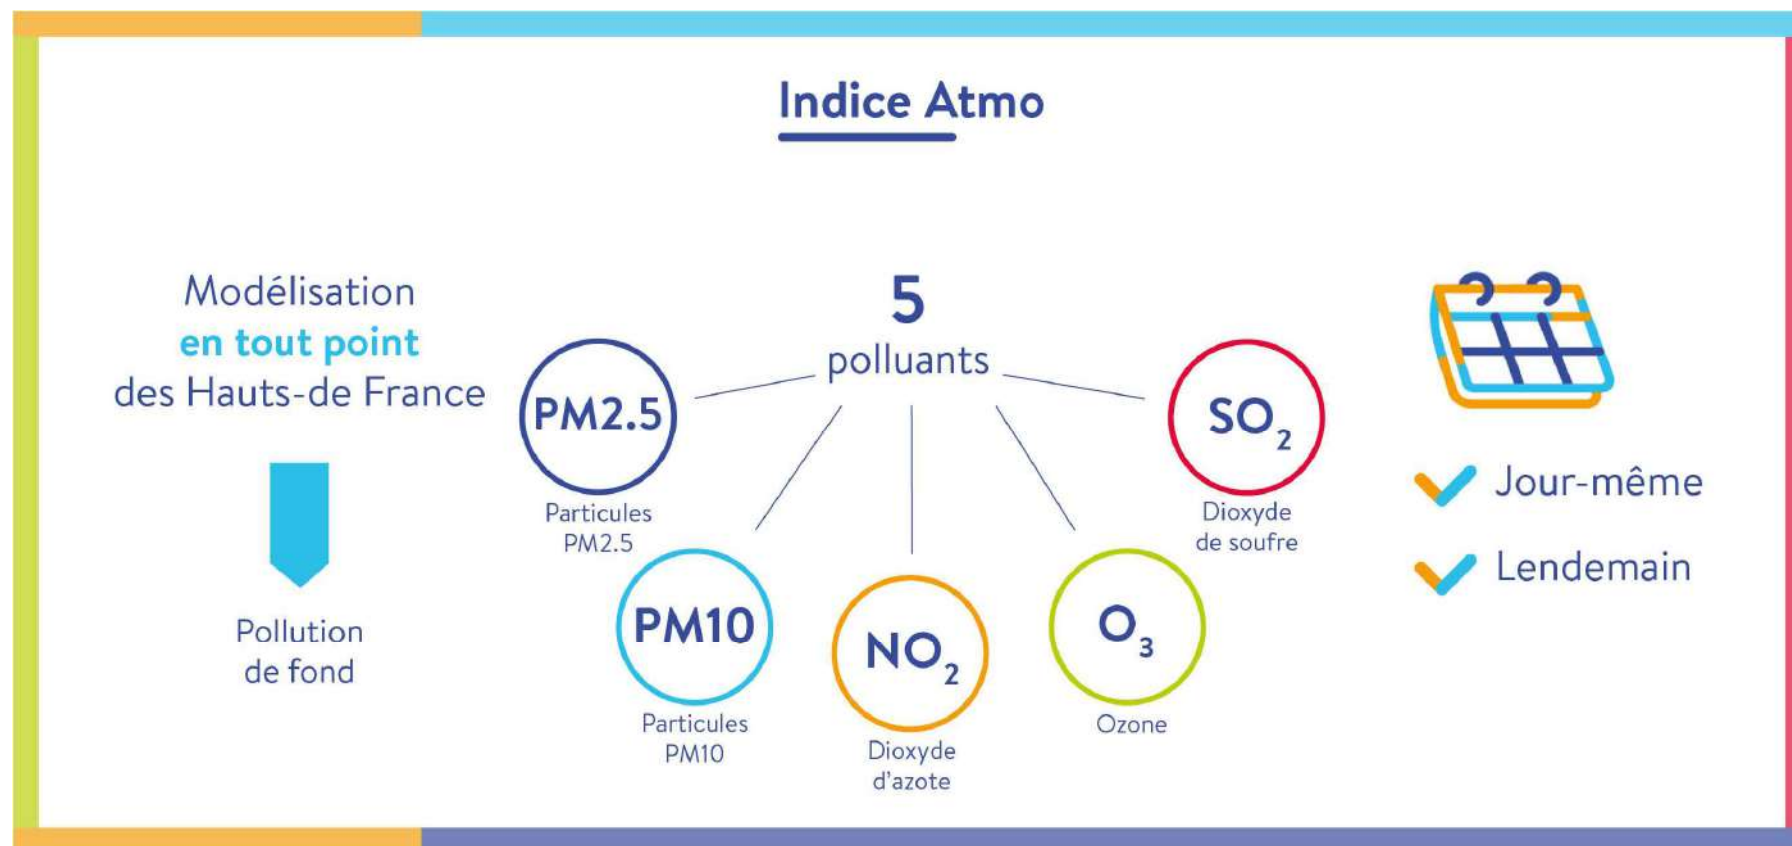 Indice Atmo
Modélisation
en tout point
des Hauts-de France
Pollution
de fond
5
polluants
PM2.5
Particules
PM2.5
PM10
Particules
PM10
NO₂
Dioxyde
d'azote
O₃
Ozone
SO₂
Dioxyde
de soufre
Jour-même
Lendemain